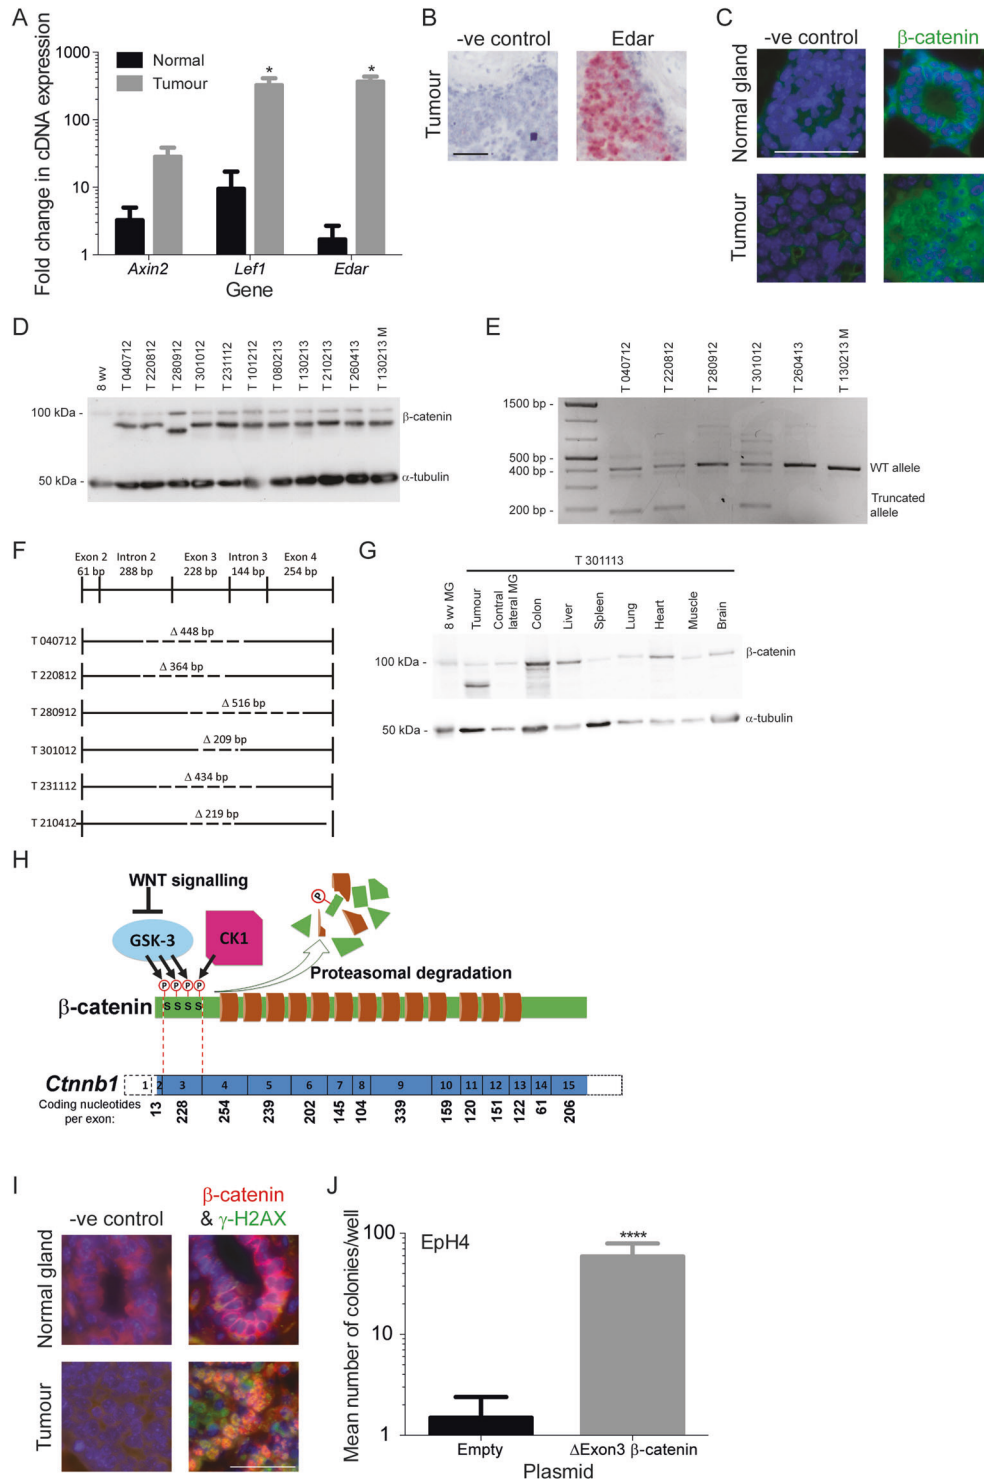 A
Fold change in cDNA expression
1000
100
10
1
Normal
Tumour
*
*
Axin2
Lef1
Edar
Gene
B
-ve control
Edar
Tumour
C
-ve control
β-catenin
Normal gland
Tumour
D
8 wv
T 040712
T 220812
T 280912
T 301012
T 231112
T 101212
T 080213
T 130213
T 210213
T 260413
T 130213 M
100 kDa -
β-catenin
50 kDa -
α-tubulin
E
T 040712
T 220812
T 280912
T 301012
T 260413
T 130213 M
1500 bp -
500 bp -
400 bp -
200 bp -
WT allele
Truncated
allele
F
Exon 2
61 bp
Intron 2
288 bp
Exon 3
228 bp
Intron 3
144 bp
Exon 4
254 bp
T 040712
Δ 448 bp
T 220812
Δ 364 bp
T 280912
Δ 516 bp
T 301012
Δ 209 bp
T 231112
Δ 434 bp
T 210412
Δ 219 bp
G
T 301113
8 wv MG
Tumour
Contra
lateral MG
Colon
Liver
Spleen
Lung
Heart
Muscle
Brain
100 kDa -
β-catenin
50 kDa -
α-tubulin
H
WNT signalling
GSK-3
CK1
P
Proteasomal degradation
P P P P
β-catenin
S S S S
Ctnnb1
1 2 3 4 5 6 7 8 9 10 11 12 13 14 15
Coding nucleotides
per exon:
13 228 254 239 202 145 104 339 159 120 151 122 61 206
I
-ve control
β-catenin
& γ-H2AX
Normal gland
Tumour
J
EpH4
Mean number of colonies/well
100
10
1
****
Empty
ΔExon3 β-catenin
Plasmid